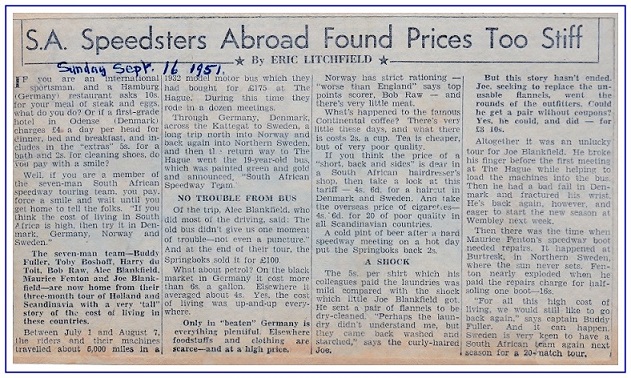 S.A. Speedsters Abroad Found Prices Too Stiff
★ By ERIC LITCHFIELD ★
Sunday Sept. 16 1951.
IF you are an international
sportsman, and a Hamburg
(Germany) restaurant asks 10s.
for your meal of steak and eggs,
what do you do? Or if a first-grade
hotel in Odense (Denmark)
charges £4 a day per head for
dinner, bed and breakfast, and in-
cludes in the "extras" 5s. for a
bath and 2s. for cleaning shoes, do
you pay with a smile?
Well, if you are a member of
the seven-man South African
speedway touring team, you pay,
force a smile and wait until you
get home to tell the folks. "If you
think the cost of living in South
Africa is high, then try it in Den-
mark, Germany, Norway and
Sweden."
The seven-man team—Buddy
Fuller, Toby Boshoff, Harry du
Toit, Bob Raw, Alec Blankfield,
Maurice Fenton and Joe Blank-
field—are now home from their
three-month tour of Holland and
Scandinavia with a very "tall"
story of the cost of living in
these countries.
Between July 1 and August 7,
the riders and their machines
travelled about 6,000 miles in a
1932 model motor bus which they
had bought for £175 at The
Hague. During this time they
rode in a dozen meetings.
Through Germany, Denmark,
across the Kattegat to Sweden, a
long trip north into Norway and
back again into Northern Sweden,
and then the return way to The
Hague went the 19-year-old bus,
which was painted green and gold
and announced, "South African
Speedway Team."
NO TROUBLE FROM BUS
Of the trip, Alec Blankfield, who
did most of the driving, said: The
old bus didn't give us one moment
of trouble—not even a puncture."
And at the end of their tour, the
Springboks sold it for £100.
What about petrol? On the black
market in Germany it cost more
than 6s. a gallon. Elsewhere it
averaged about 4s. Yes, the cost
of living was up-and-up every-
where.
Only in "beaten" Germany is
everything plentiful. Elsewhere
foodstuffs and clothing are
scarce—and at a high price.
Norway has strict rationing —
"worse than England" says top
points scorer, Bob Raw — and
there's very little meat.
What's happened to the famous
Continental coffee? There's very
little these days, and what there
is costs 2s. a cup. Tea is cheaper,
but of very poor quality.
If you think the price of a
"short, back and sides" is dear in
a South African hairdresser's
shop, then take a look at this
tariff — 4s. 6d. for a haircut in
Denmark and Sweden. And take
the overseas price of cigarettes—
4s. 6d. for 20 of poor quality in
all Scandinavian countries.
A cold pint of beer after a hard
speedway meeting on a hot day
put the Springboks back 2s.
A SHOCK
The 5s. per shirt which his
colleagues paid the laundries was
mild compared with the shock
which little Joe Blankfield got.
He sent a pair of flannels to be
dry-cleaned. "Perhaps the laun-
dry didn't understand me, but
they came back washed and
starched," says the curly-haired
Joe.
But this story hasn't ended.
Joe, seeking to replace the un-
usable flannels, went the
rounds of the outfitters. Could
he get a pair without coupons?
Yes, he could, and did — for
£3 10s.
Altogether it was an unlucky
tour for Joe Blankfield. He broke
his finger before the first meeting
at The Hague while helping to
load the machines into the bus.
Then he had a bad fall in Den-
mark and fractured his wrist.
He's back again, however, and
eager to start the new season at
Wembley next week.
Then there was the time when
Maurice Fenton's speedway boot
needed repairs. It happened at
Burtresk, in Northern Sweden,
where the sun never sets. Fen-
ton nearly exploded when he
paid the repairs charge for half-
soling one boot—16s.
"For all this high cost of
living, we would still like to go
back again," says captain Buddy
Fuller. And it can happen.
Sweden is very keen to have a
South African team again next
season for a 20-match tour.